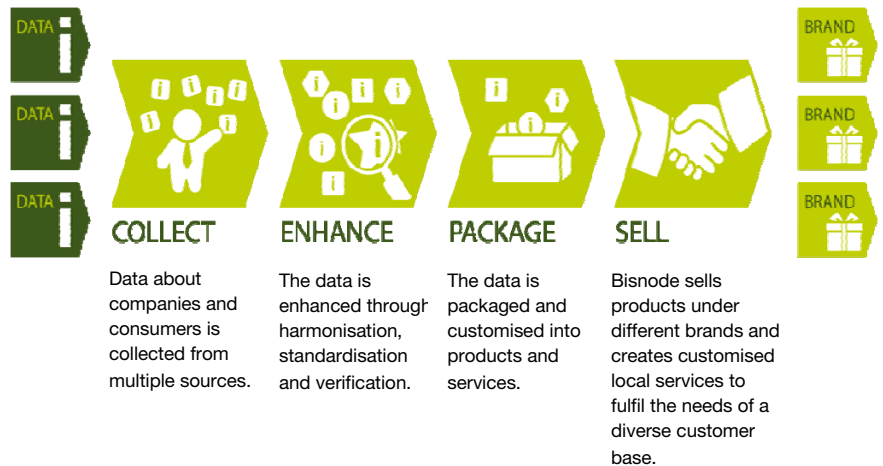 DATA
DATA
DATA
COLLECT
Data about
companies and
consumers is
collected from
multiple sources.
ENHANCE
The data is
enhanced through
harmonisation,
standardisation
and verification.
PACKAGE
The data is
packaged and
customised into
products and
services.
SELL
Bisnode sells
products under
different brands and
creates customised
local services to
fulfil the needs of a
diverse customer
base.
BRAND
BRAND
BRAND